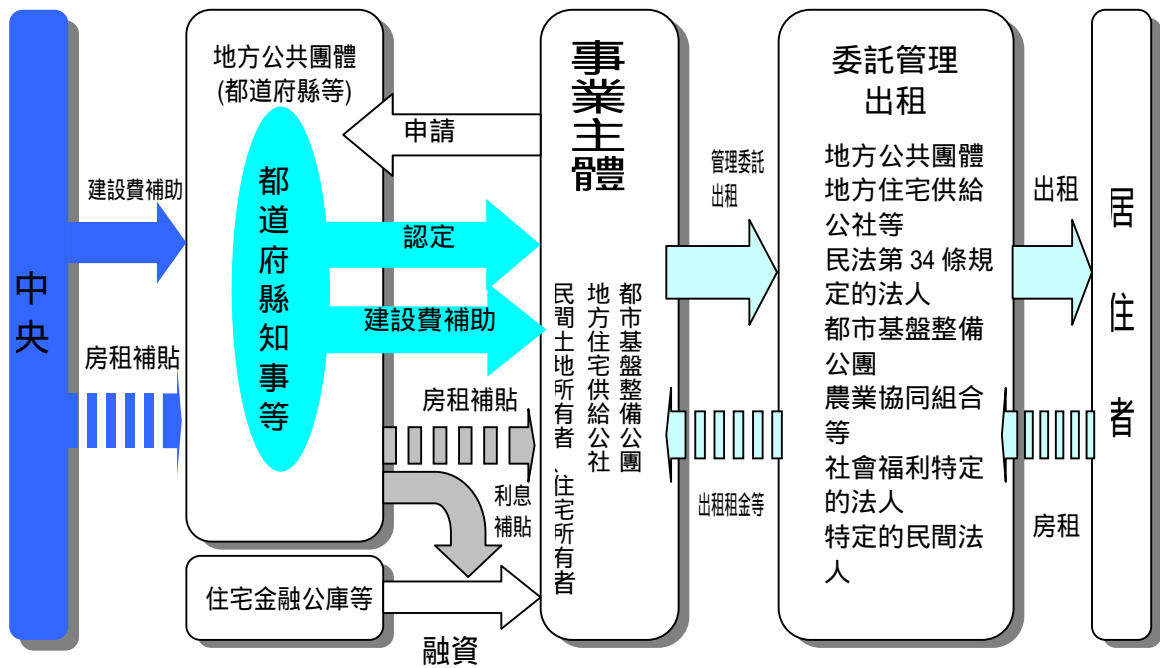 中央
建設費補助
房租補貼
地方公共團體
(都道府縣等)
都道府縣知事等
申請
認定
建設費補助
房租補貼
利息
補貼
住宅金融公庫等
融資
事業主體
都市基盤整備公團
地方住宅供給公社
民間土地所有者、住宅所有者
管理委託
出租
出租租金等
委託管理
出租
地方公共團體
地方住宅供給
公社等
民法第 34 條規
定的法人
都市基盤整備
公團
農業協同組合
等
社會福利特定
的法人
特定的民間法
人
出租
房租
居住者